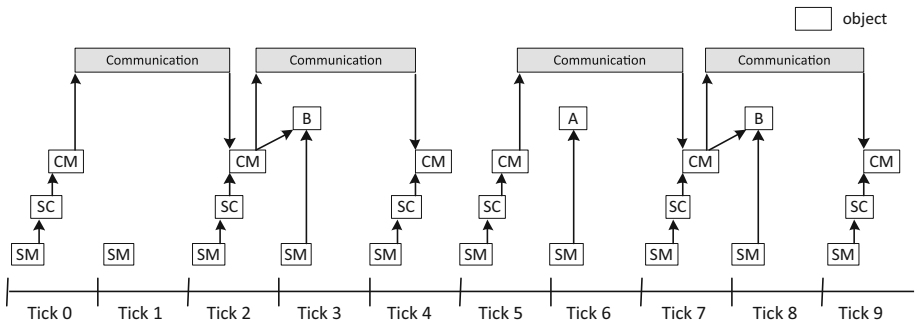 object
Communication Communication Communication Communication
B A B
CM CM CM CM CM CM
SC SC SC SC SC SC
SM SM SM SM SM SM SM SM SM SM
Tick 0 Tick 1 Tick 2 Tick 3 Tick 4 Tick 5 Tick 6 Tick 7 Tick 8 Tick 9